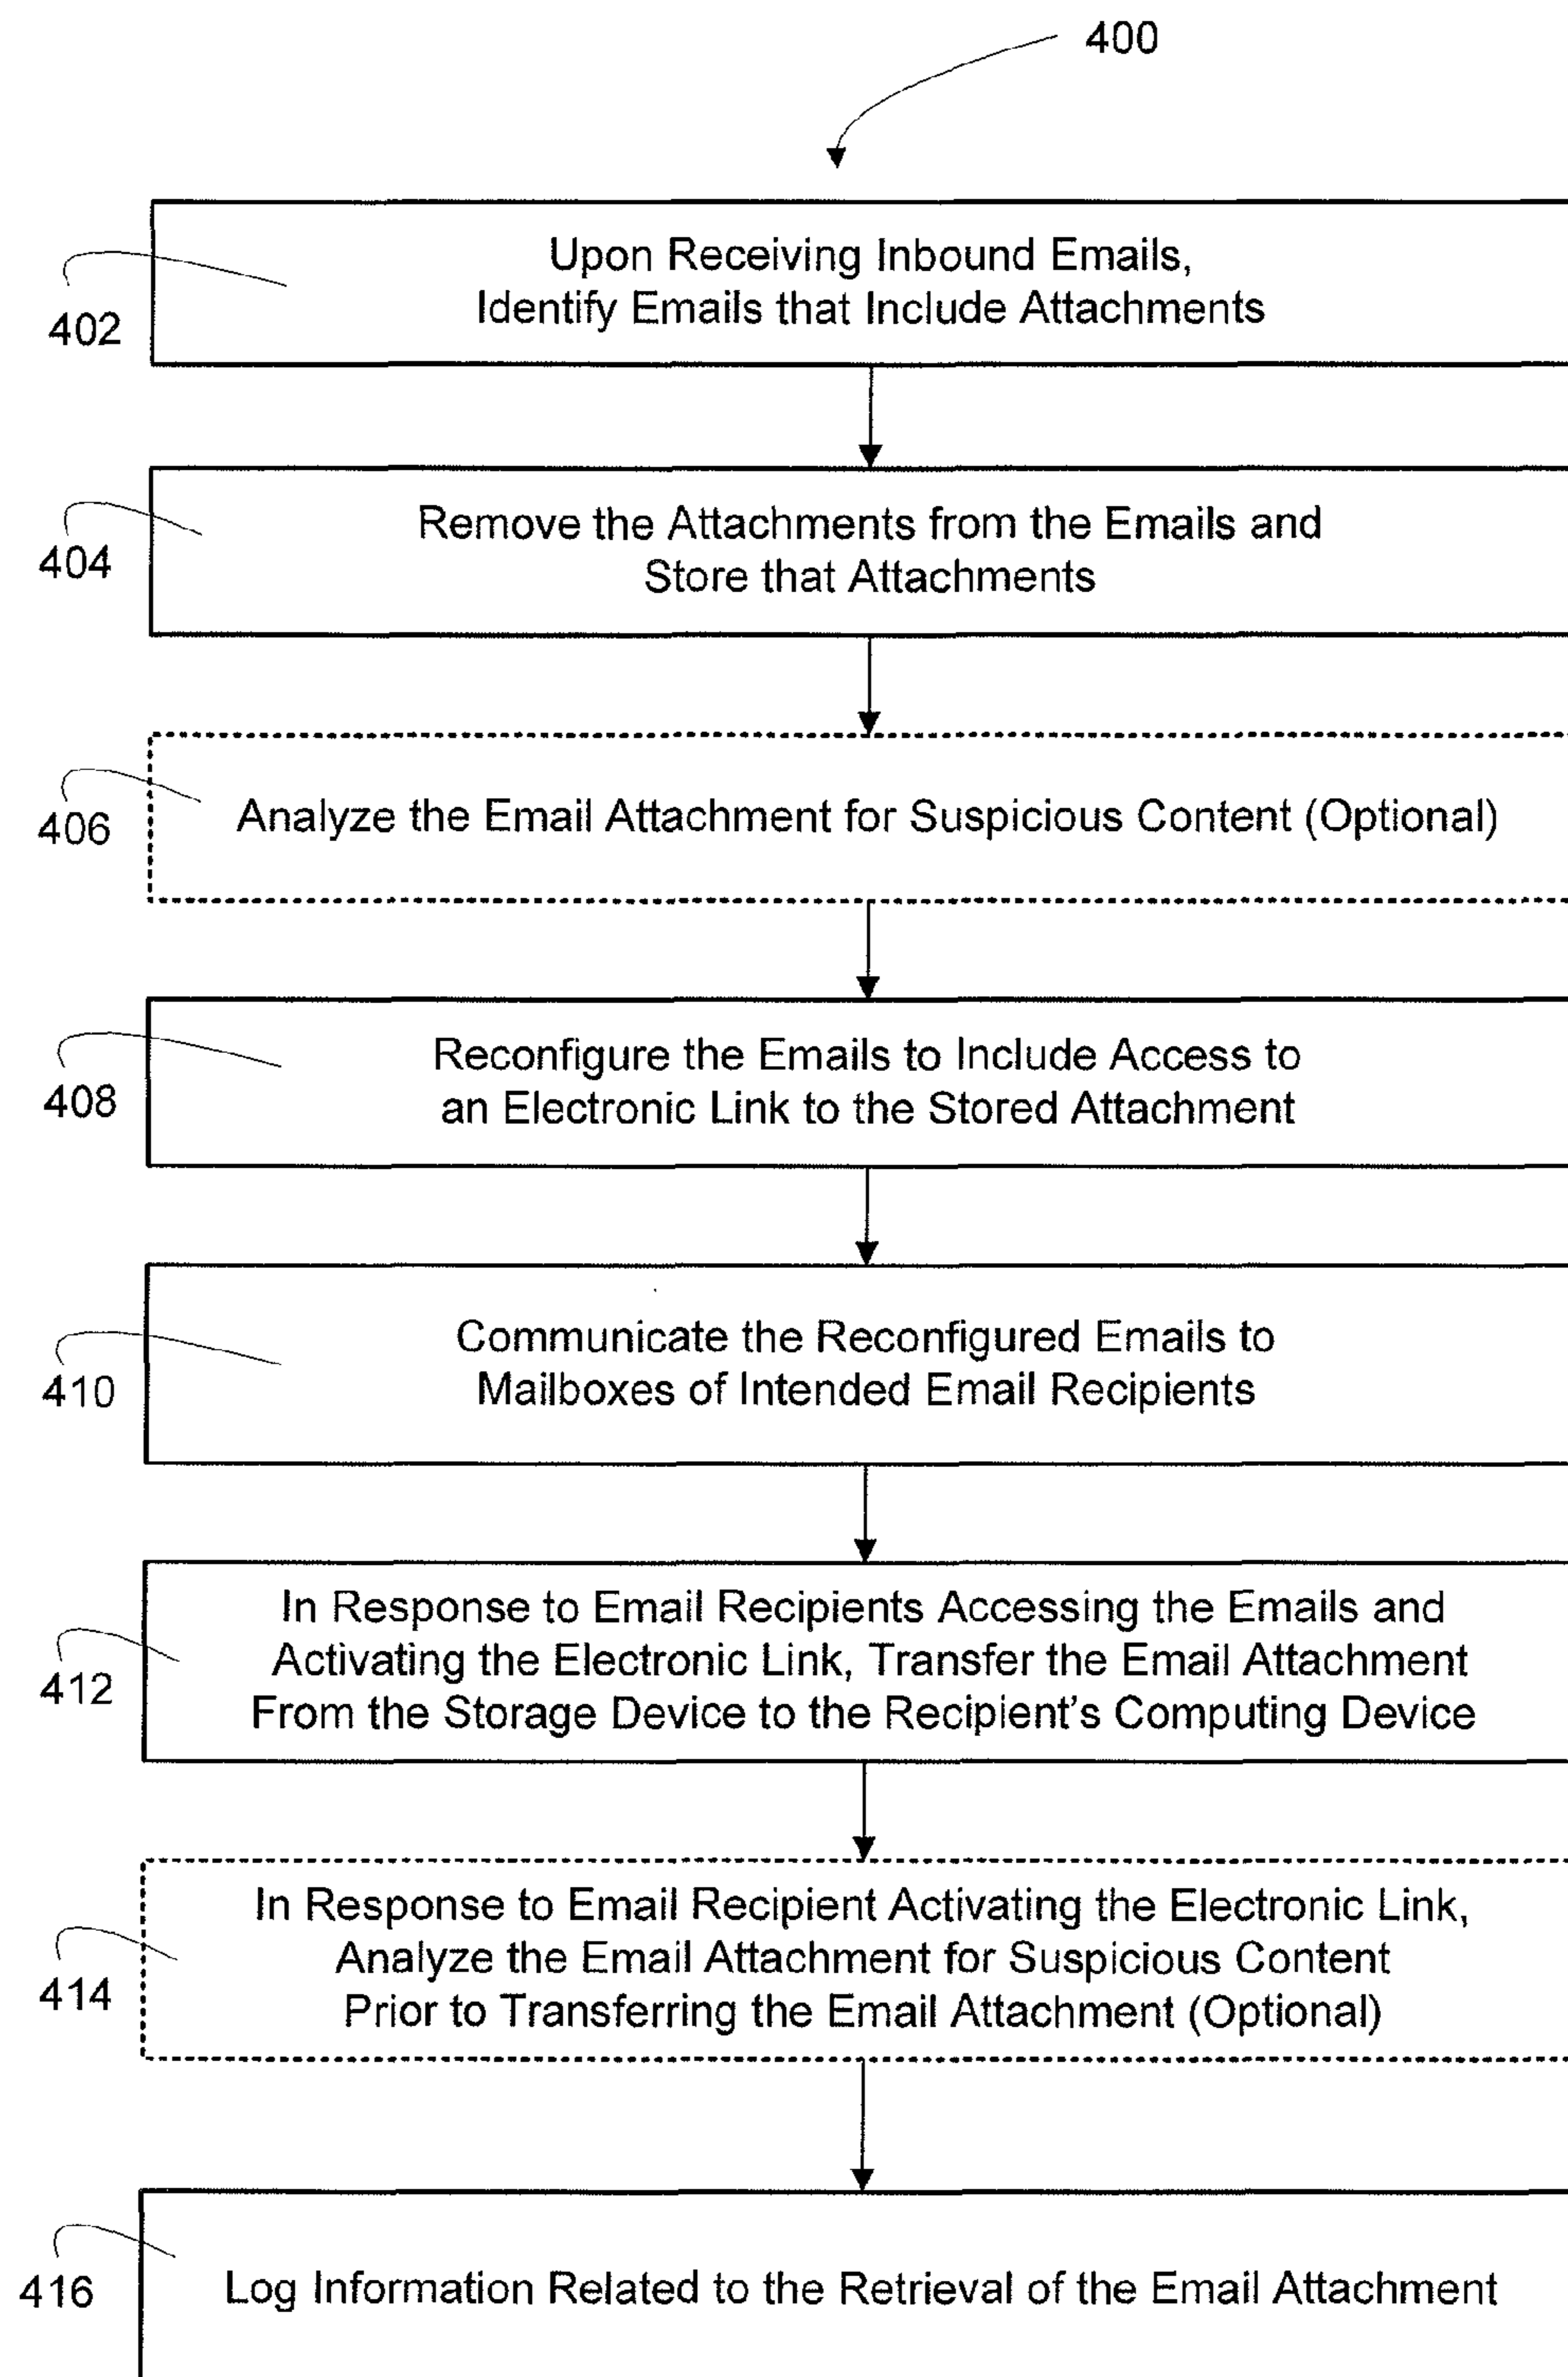 400
Upon Receiving Inbound Emails,
Identify Emails that Include Attachments
402
Remove the Attachments from the Emails and
Store that Attachments
404
Analyze the Email Attachment for Suspicious Content (Optional)
406
Reconfigure the Emails to Include Access to
an Electronic Link to the Stored Attachment
408
Communicate the Reconfigured Emails to
Mailboxes of Intended Email Recipients
410
In Response to Email Recipients Accessing the Emails and
Activating the Electronic Link, Transfer the Email Attachment
From the Storage Device to the Recipient's Computing Device
412
In Response to Email Recipient Activating the Electronic Link,
Analyze the Email Attachment for Suspicious Content
Prior to Transferring the Email Attachment (Optional)
414
Log Information Related to the Retrieval of the Email Attachment
416